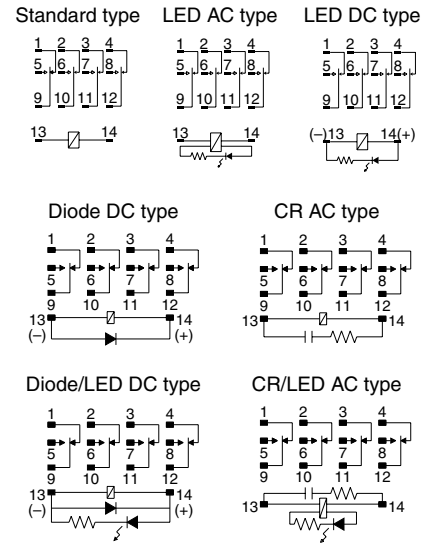 Standard type LED AC type LED DC type
1 2 3 4 1 2 3 4 1 2 3 4
5 6 7 8 5 6 7 8 5 6 7 8
9 10 11 12 9 10 11 12 9 10 11 12
13 14 13 14 (–)13 14(+)
Diode DC type CR AC type
1 2 3 4 1 2 3 4
5 6 7 8 5 6 7 8
9 10 11 12 9 10 11 12
13 14 13 14
(–) (+)
Diode/LED DC type CR/LED AC type
1 2 3 4 1 2 3 4
5 6 7 8 5 6 7 8
9 10 11 12 9 10 11 12
13 14 13 14
(–) (+)